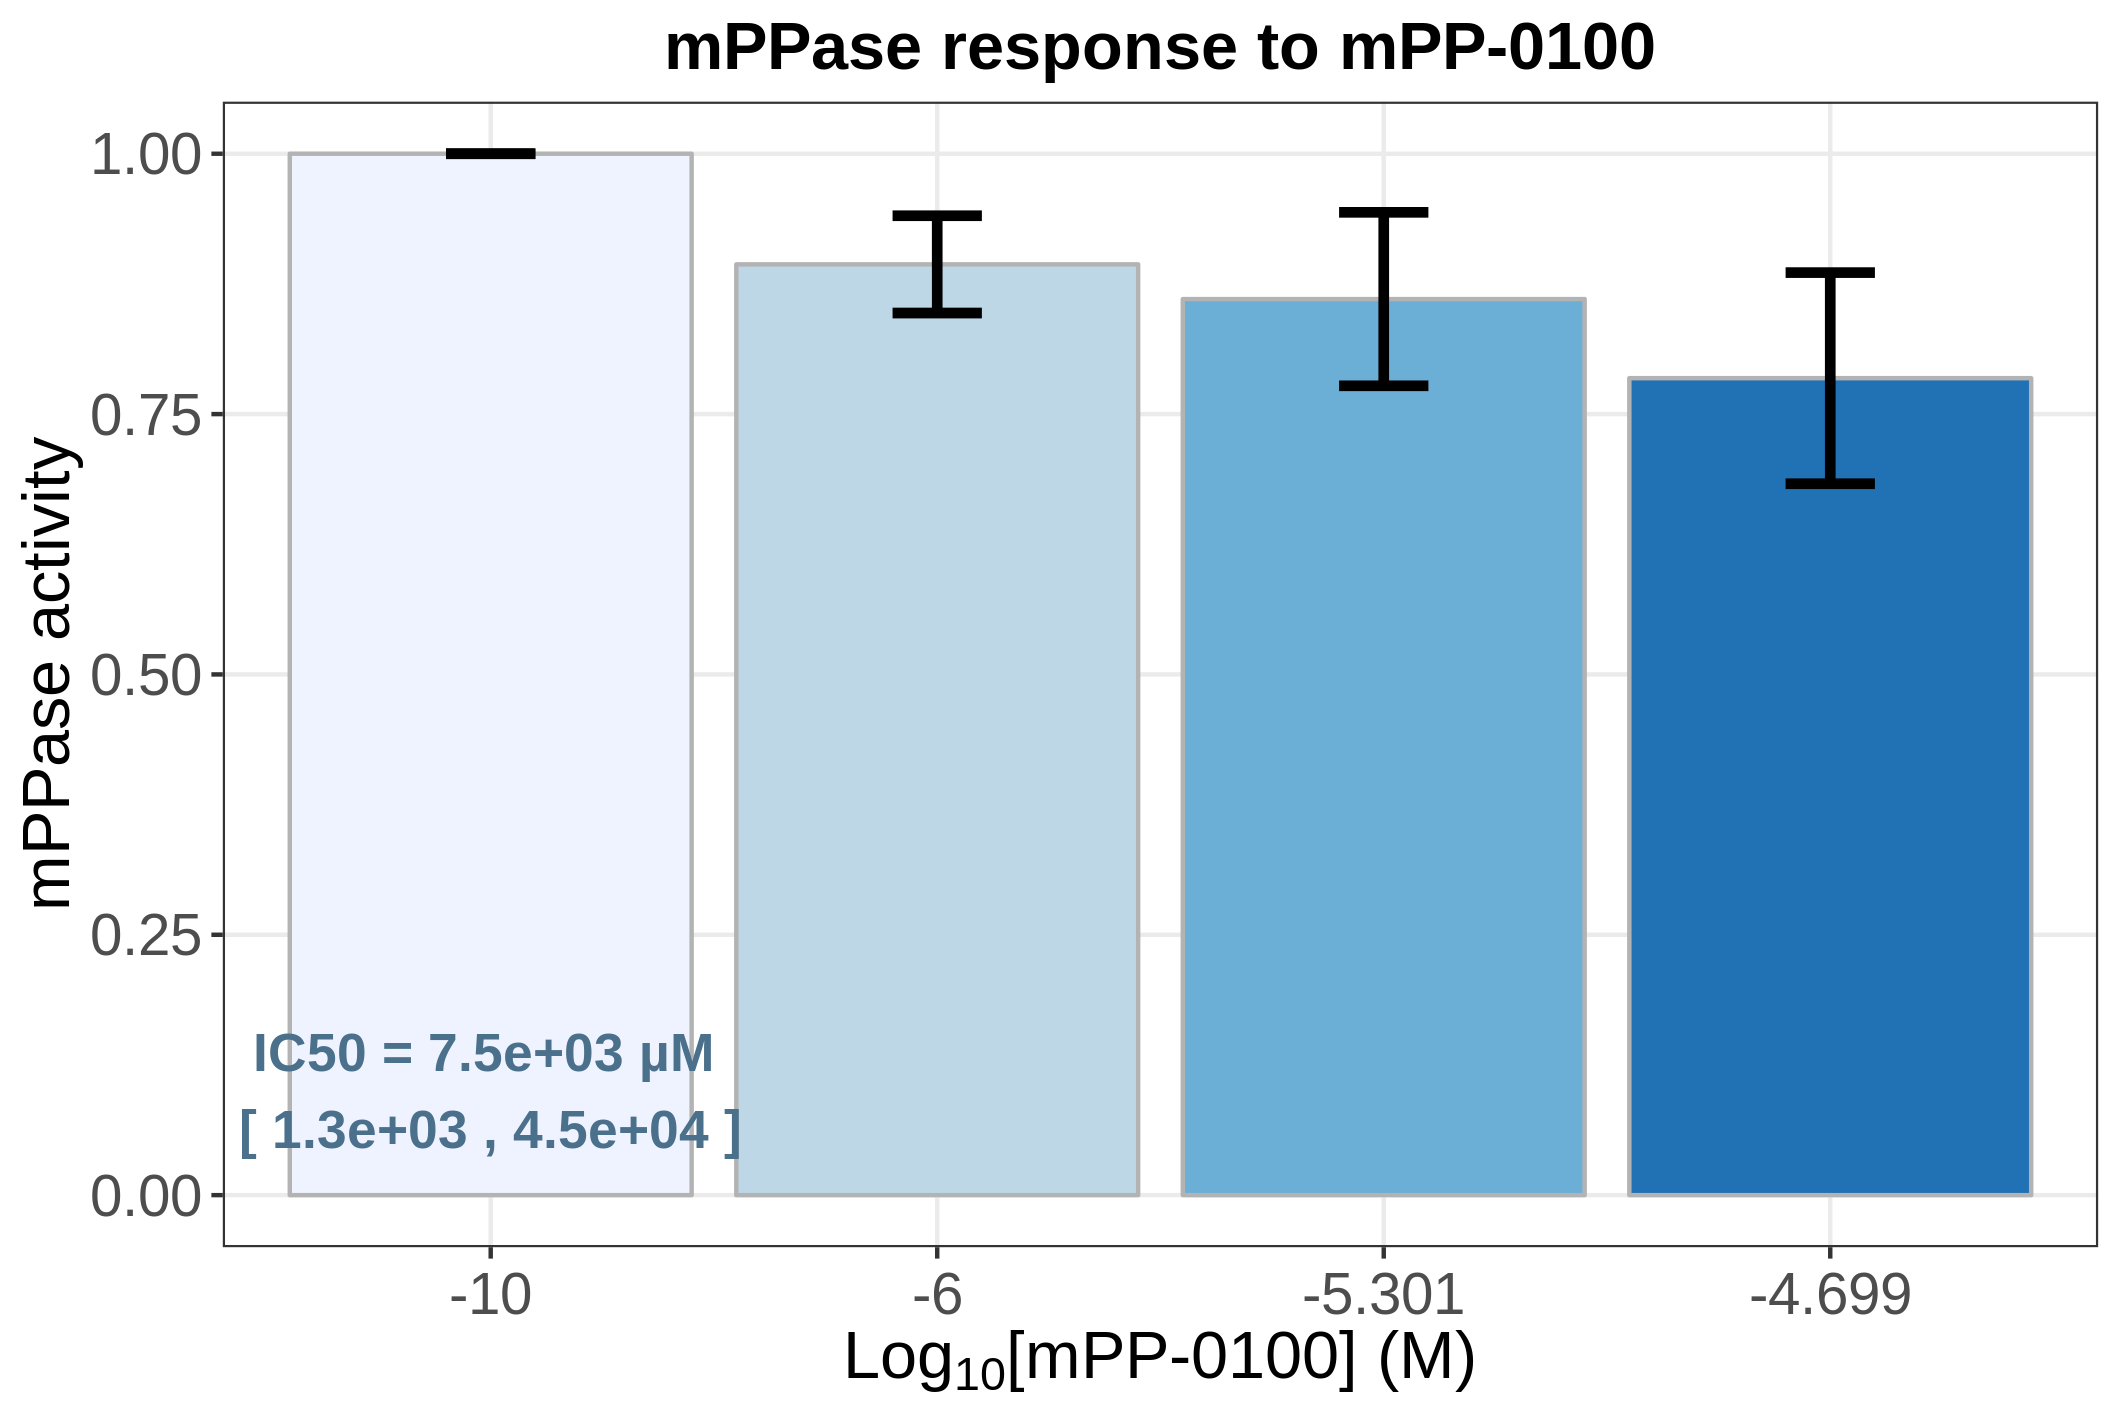 mPPase response to mPP-0100
mPPase activity
1.00
0.75
0.50
0.25
0.00
IC50 = 7.5e+03 µM
[ 1.3e+03 , 4.5e+04 ]
-10
-6
-5.301
-4.699
Log10[mPP-0100] (M)